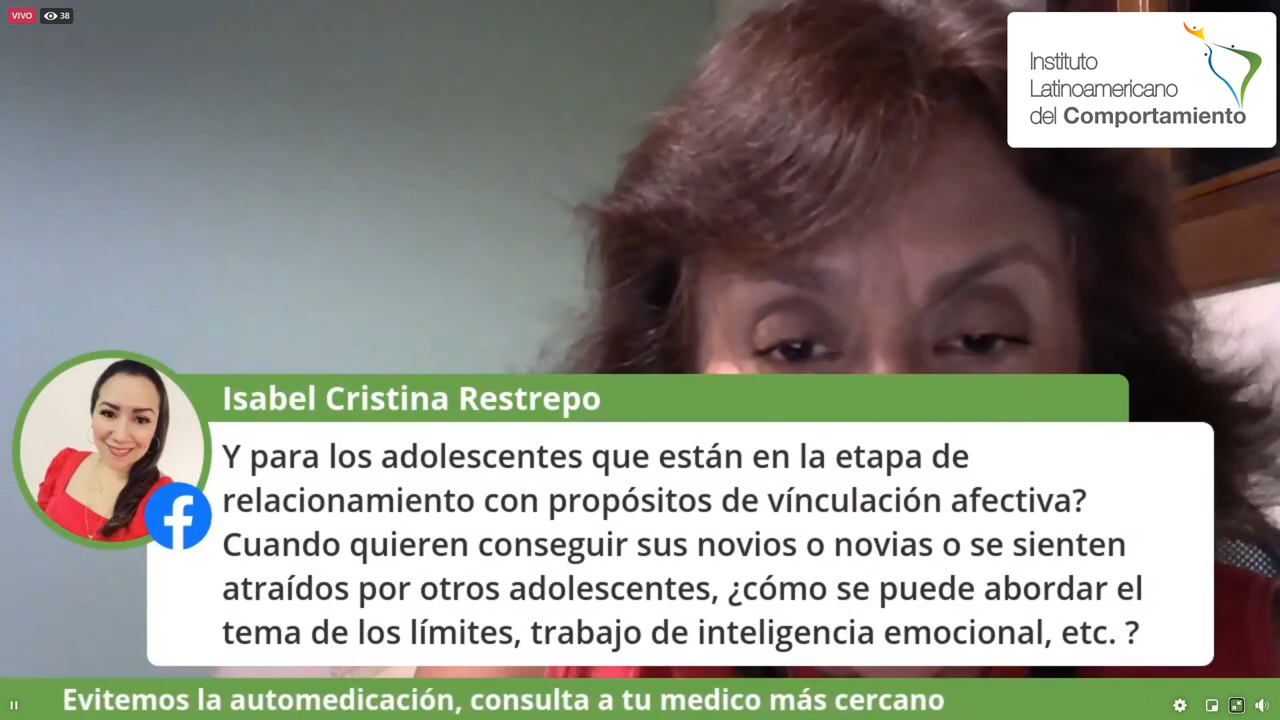 VIVO 38
Instituto
Latinoamericano
del Comportamiento
Isabel Cristina Restrepo
Y para los adolescentes que están en la etapa de
relacionamiento con propósitos de vínculación afectiva?
Cuando quieren conseguir sus novios o novias o se sienten
atraídos por otros adolescentes, ¿cómo se puede abordar el
tema de los límites, trabajo de inteligencia emocional, etc. ?
Evitemos la automedicación, consulta a tu medico más cercano